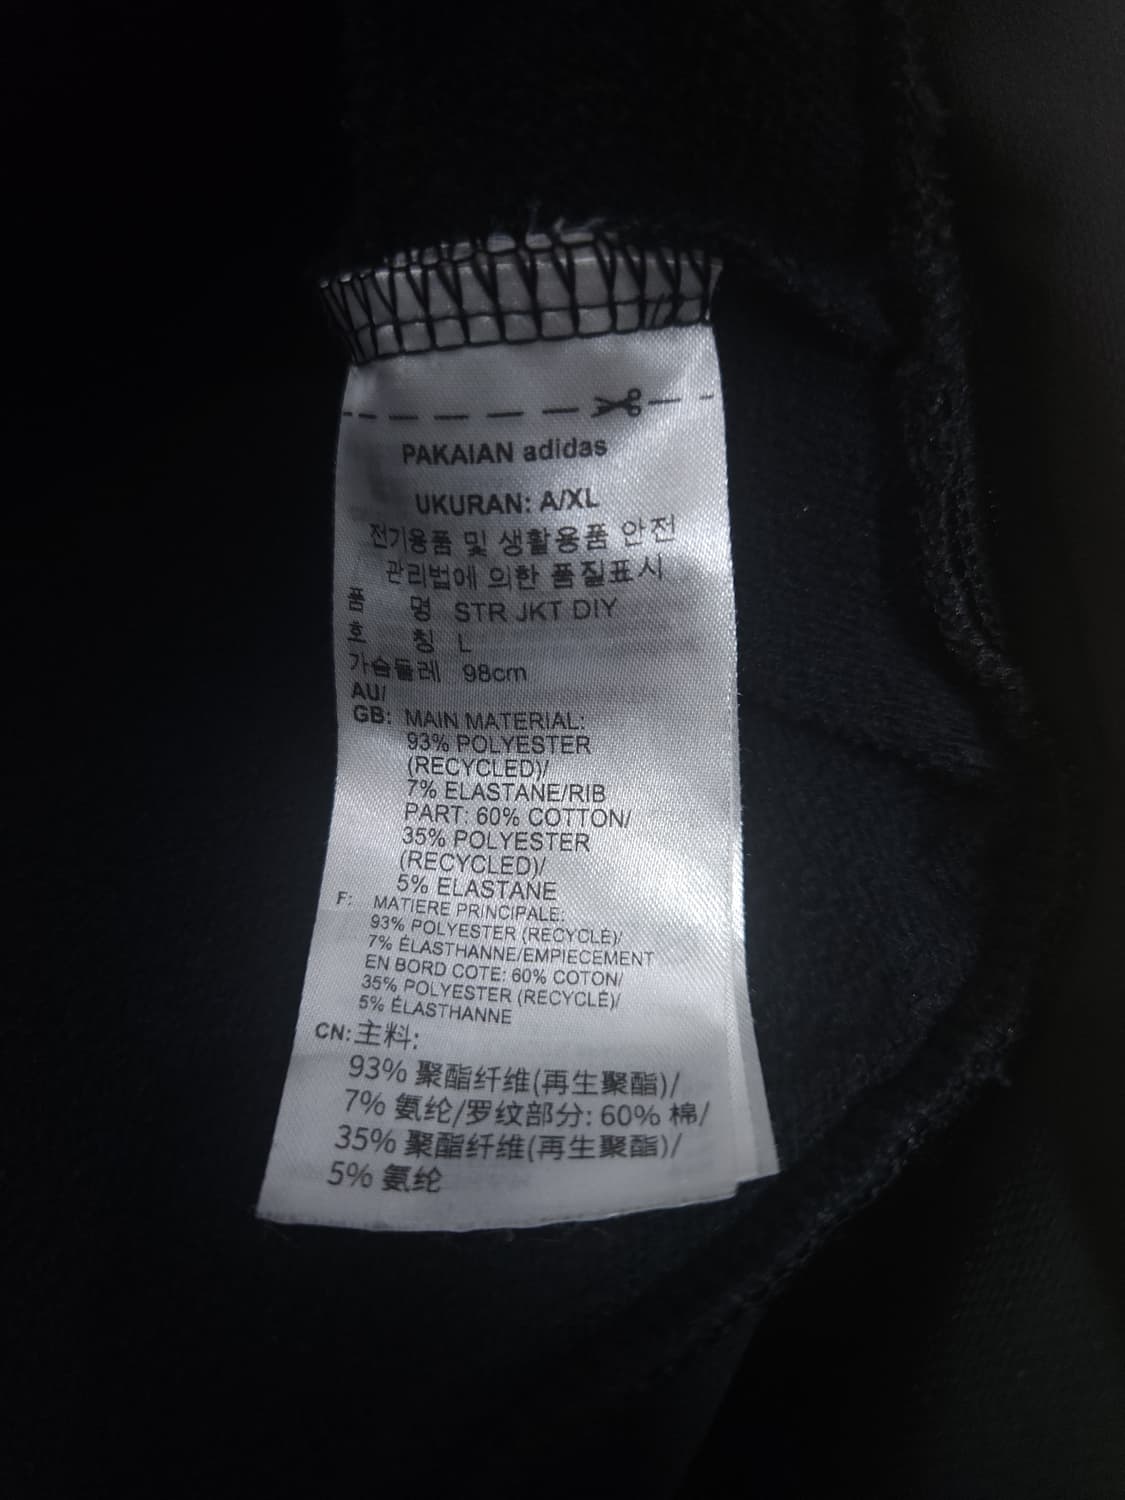 PAKAIAN adidas
UKURAN: A/XL
전기용품 및 생활용품 안전
관리법에 의한 품질표시
품 명 STR JKT DIY
호 칭 L
가슴둘레 98cm
AU/
GB: MAIN MATERIAL:
93% POLYESTER
(RECYCLED)/
7% ELASTANE/RIB
PART: 60% COTTON/
35% POLYESTER
(RECYCLED)/
5% ELASTANE
F: MATIERE PRINCIPALE:
93% POLYESTER (RECYCLÉ)/
7% ÉLASTHANNE/EMPIECEMENT
EN BORD COTE: 60% COTON/
35% POLYESTER (RECYCLÉ)/
5% ÉLASTHANNE
CN: 主料:
93% 聚酯纤维(再生聚酯)/
7% 氨纶/罗纹部分: 60% 棉/
35% 聚酯纤维(再生聚酯)/
5% 氨纶